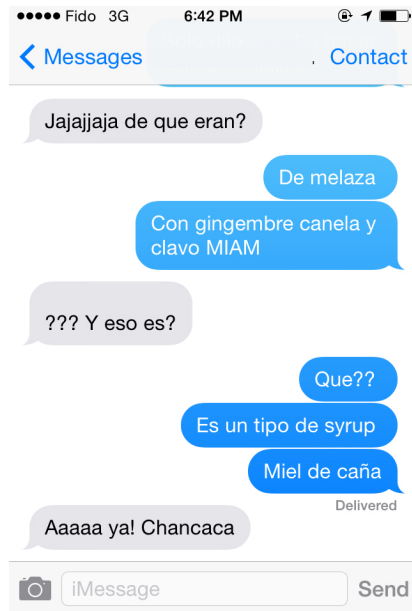 Fido 3G 6:42 PM
Messages Contact
Jajajjaja de que eran?
De melaza
Con gingembre canela y
clavo MIAM
??? Y eso es?
Que??
Es un tipo de syrup
Miel de caña
Delivered
Aaaaa ya! Chancaca
iMessage Send